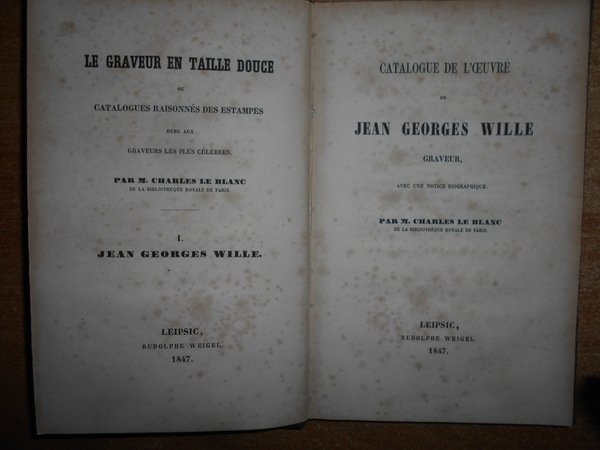 LE GRAVEUR EN TAILLE DOUCE
OU
CATALOGUES RAISONNÉS DES ESTAMPES
DUES AUX
GRAVEURS LES PLUS CÉLÈBRES.
PAR M. CHARLES LE BLANC
DE LA BIBLIOTHEQUE ROYALE DE PARIS
I.
JEAN GEORGES WILLE.
LEIPSIC,
RUDOLPHE WEIGEL.
1847.
CATALOGUE DE L'ŒUVRE
DE
JEAN GEORGES WILLE
GRAVEUR,
AVEC UNE NOTICE BIOGRAPHIQUE.
PAR M. CHARLES LE BLANC
DE LA BIBLIOTHEQUE ROYALE DE PARIS
LEIPSIC,
RUDOLPHE WEIGEL.
1847.